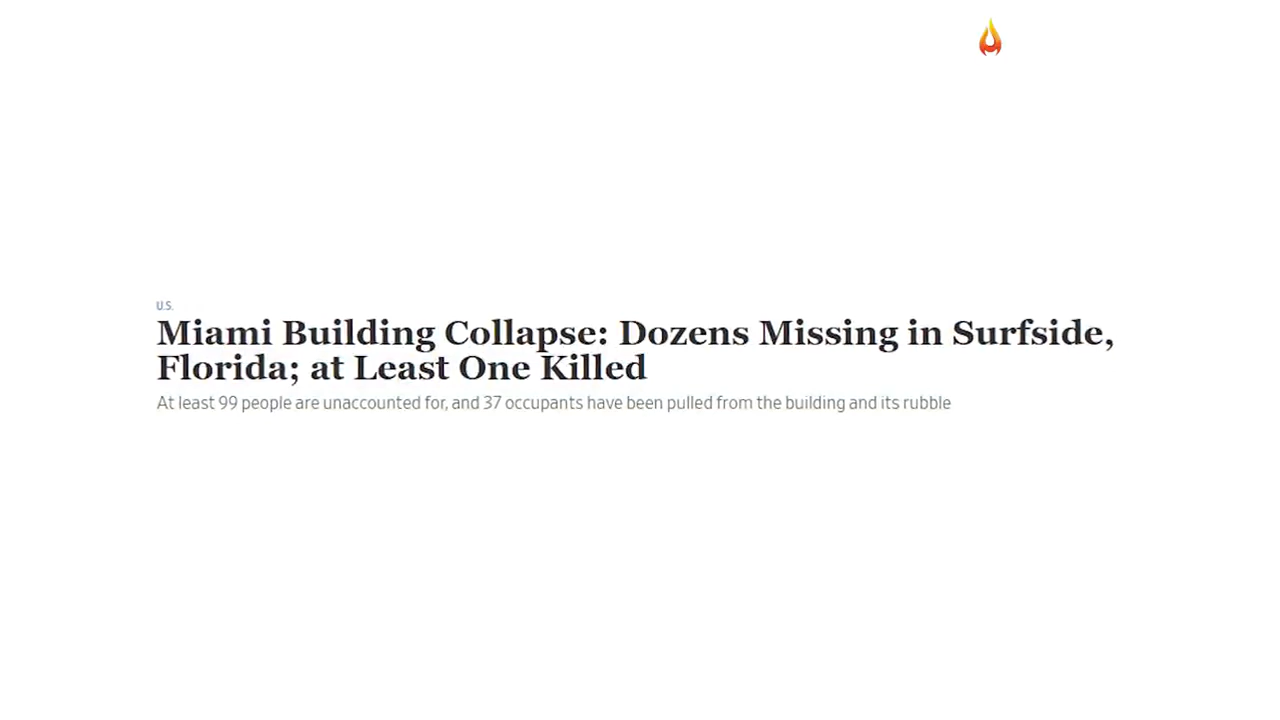 U.S.
Miami Building Collapse: Dozens Missing in Surfside,
Florida; at Least One Killed
At least 99 people are unaccounted for, and 37 occupants have been pulled from the building and its rubble